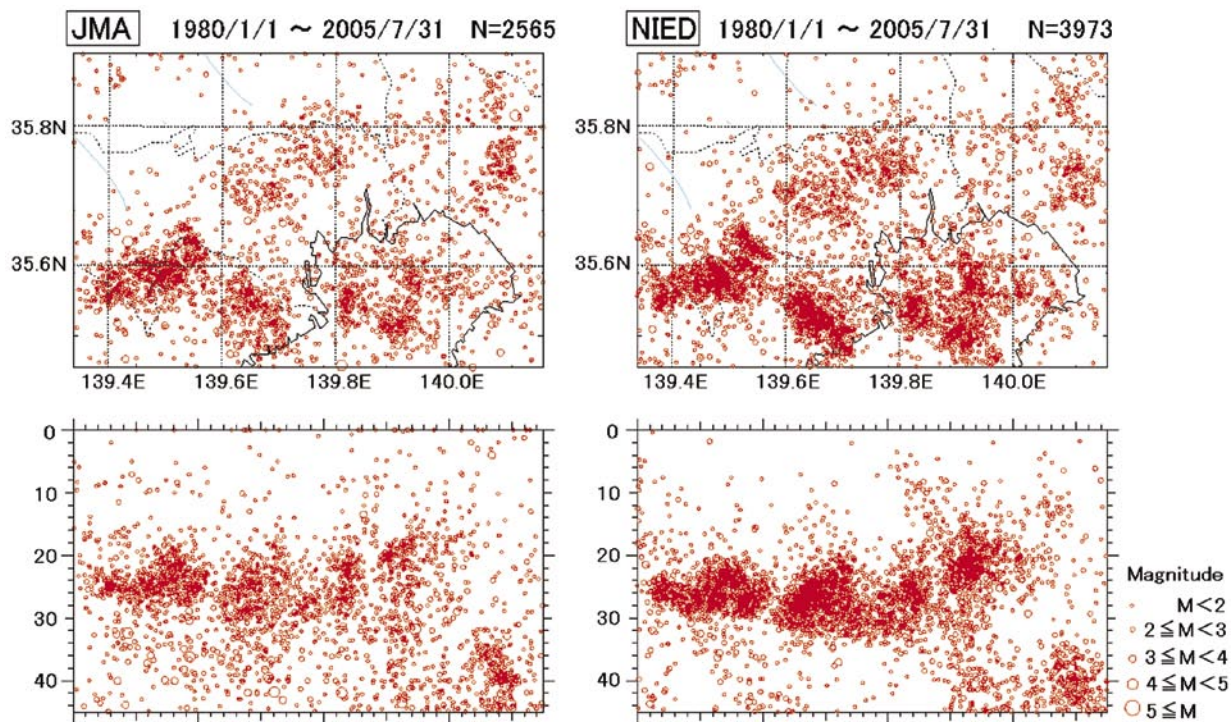 JMA 1980/1/1 ~ 2005/7/31 N=2565
NIED 1980/1/1 ~ 2005/7/31 N=3973
35.8N
35.6N
139.4E 139.6E 139.8E 140.0E
35.8N
35.6N
139.4E 139.6E 139.8E 140.0E
0
10
20
30
40
0
10
20
30
40
Magnitude
M<2
2≦M<3
3≦M<4
4≦M<5
5≦M